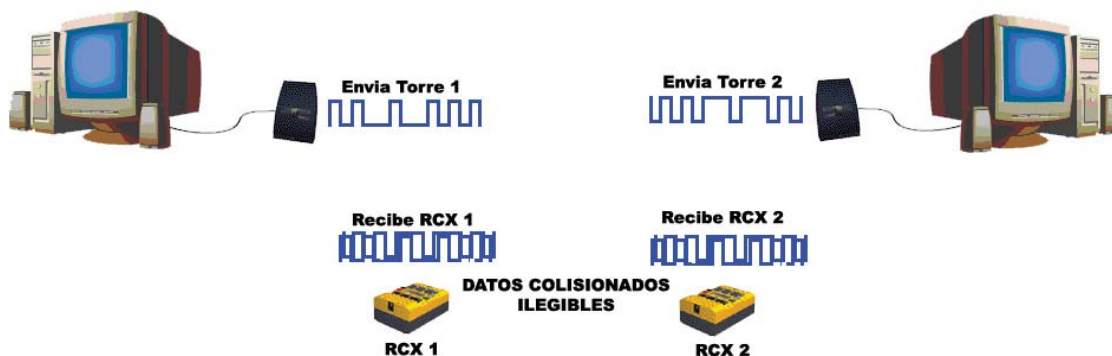 Envia Torre 1
Envia Torre 2
Recibe RCX 1
Recibe RCX 2
DATOS COLISIONADOS
ILEGIBLES
RCX 1
RCX 2